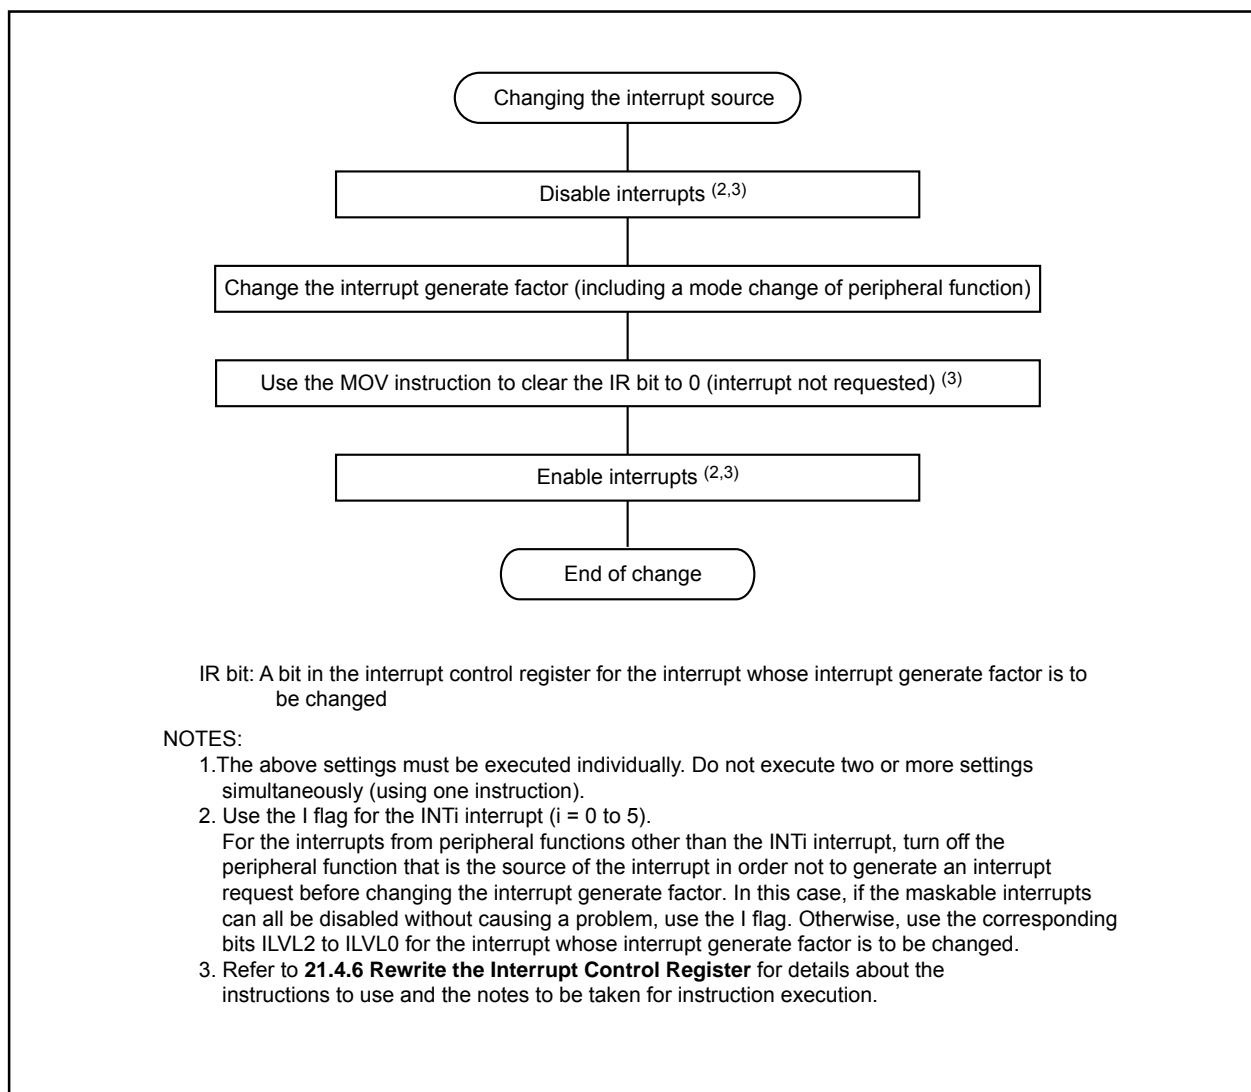 Changing the interrupt source
Disable interrupts (2,3)
Change the interrupt generate factor (including a mode change of peripheral function)
Use the MOV instruction to clear the IR bit to 0 (interrupt not requested) (3)
Enable interrupts (2,3)
End of change
IR bit: A bit in the interrupt control register for the interrupt whose interrupt generate factor is to
be changed
NOTES:
1.The above settings must be executed individually. Do not execute two or more settings
simultaneously (using one instruction).
2. Use the I flag for the INTi interrupt (i = 0 to 5).
For the interrupts from peripheral functions other than the INTi interrupt, turn off the
peripheral function that is the source of the interrupt in order not to generate an interrupt
request before changing the interrupt generate factor. In this case, if the maskable interrupts
can all be disabled without causing a problem, use the I flag. Otherwise, use the corresponding
bits ILVL2 to ILVL0 for the interrupt whose interrupt generate factor is to be changed.
3. Refer to 21.4.6 Rewrite the Interrupt Control Register for details about the
instructions to use and the notes to be taken for instruction execution.